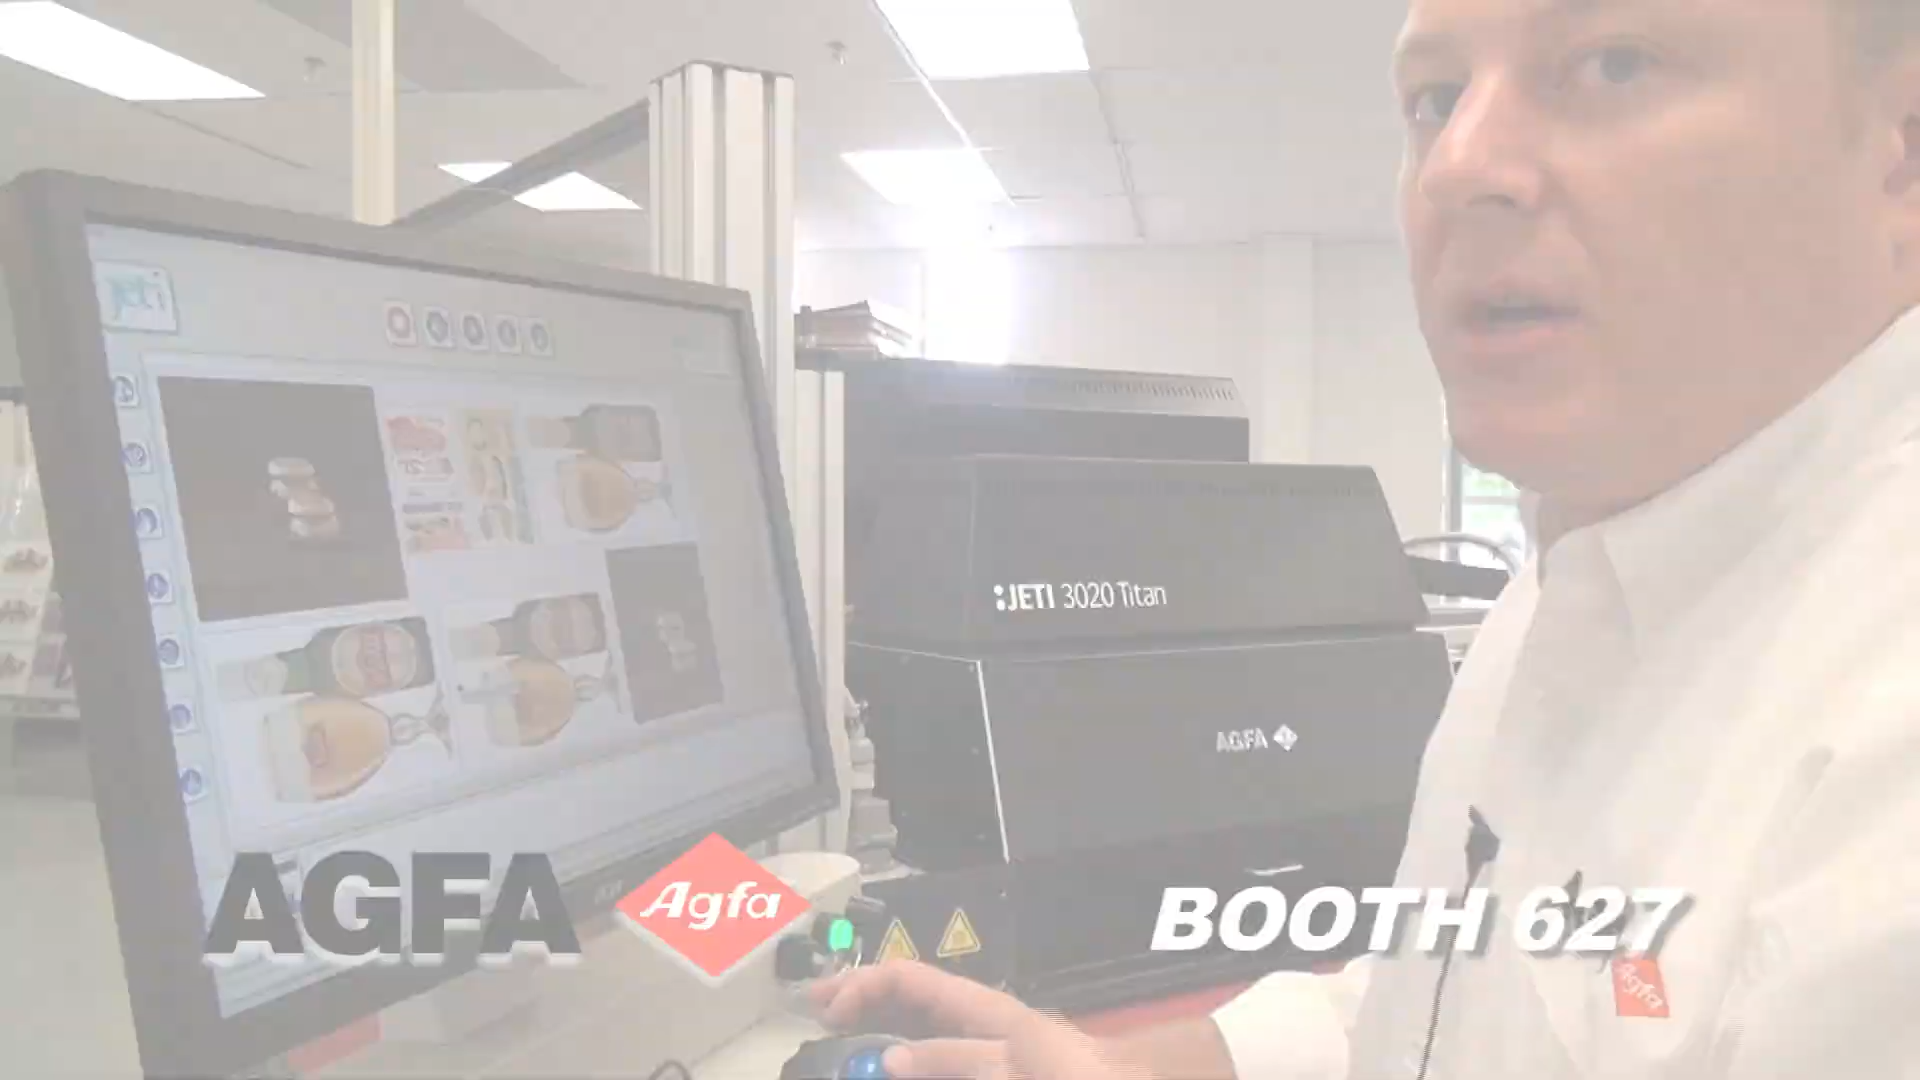 Jeti
:JETI 3020 Titan
AGFA
AGFA Agfa
BOOTH 627
Agfa